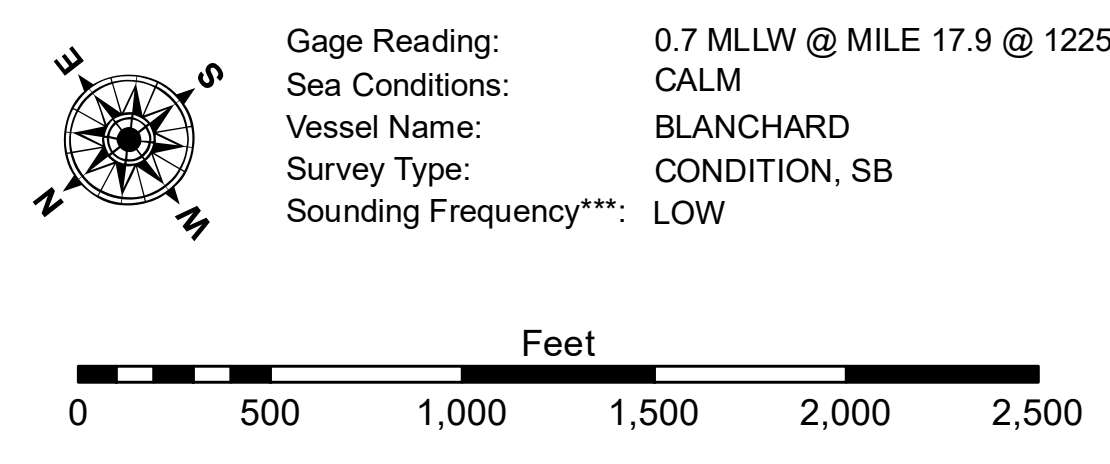 E
S
N
W
Gage Reading: 0.7 MLLW @ MILE 17.9 @ 1225
Sea Conditions: CALM
Vessel Name: BLANCHARD
Survey Type: CONDITION, SB
Sounding Frequency***: LOW
Feet
0 500 1,000 1,500 2,000 2,500